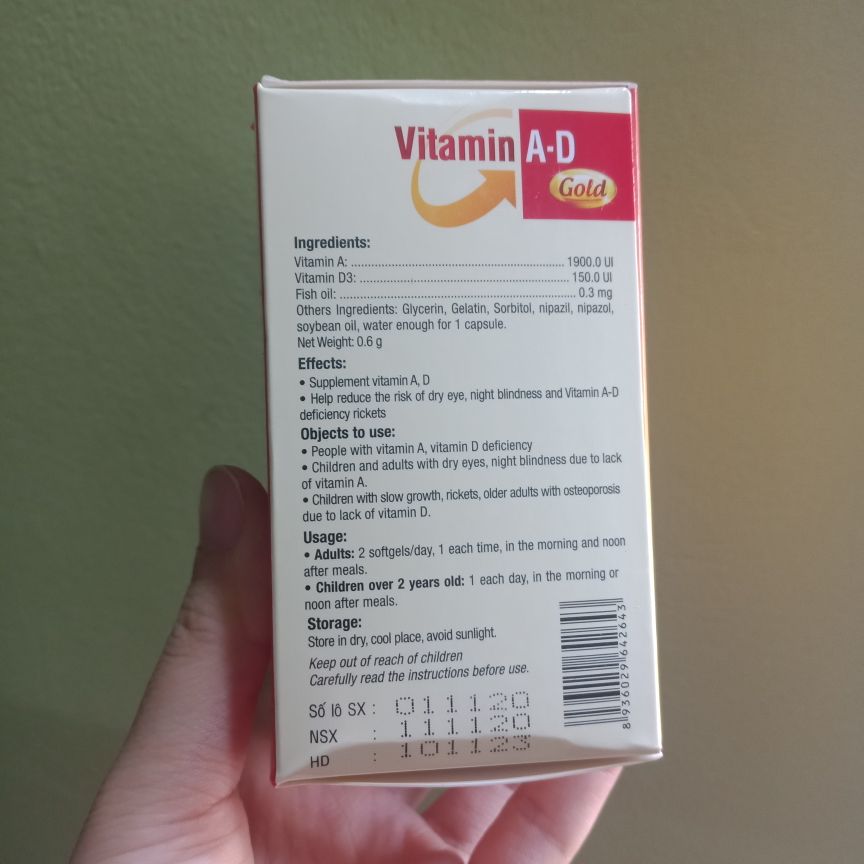 Vitamin A-D
Gold
Ingredients:
Vitamin A: ........................................................ 1900.0 UI
Vitamin D3: ....................................................... 150.0 UI
Fish oil: ............................................................ 0.3 mg
Others Ingredients: Glycerin, Gelatin, Sorbitol, nipazil, nipazol,
soybean oil, water enough for 1 capsule.
Net Weight: 0.6 g
Effects:
• Supplement vitamin A, D
• Help reduce the risk of dry eye, night blindness and Vitamin A-D
deficiency rickets
Objects to use:
• People with vitamin A, vitamin D deficiency
• Children and adults with dry eyes, night blindness due to lack
of vitamin A.
• Children with slow growth, rickets, older adults with osteoporosis
due to lack of vitamin D.
Usage:
• Adults: 2 softgels/day, 1 each time, in the morning and noon
after meals.
• Children over 2 years old: 1 each day, in the morning or
noon after meals.
Storage:
Store in dry, cool place, avoid sunlight.
Keep out of reach of children
Carefully read the instructions before use.
Số lô SX : 011120
NSX : 111120
HD : 101123
8936029642643